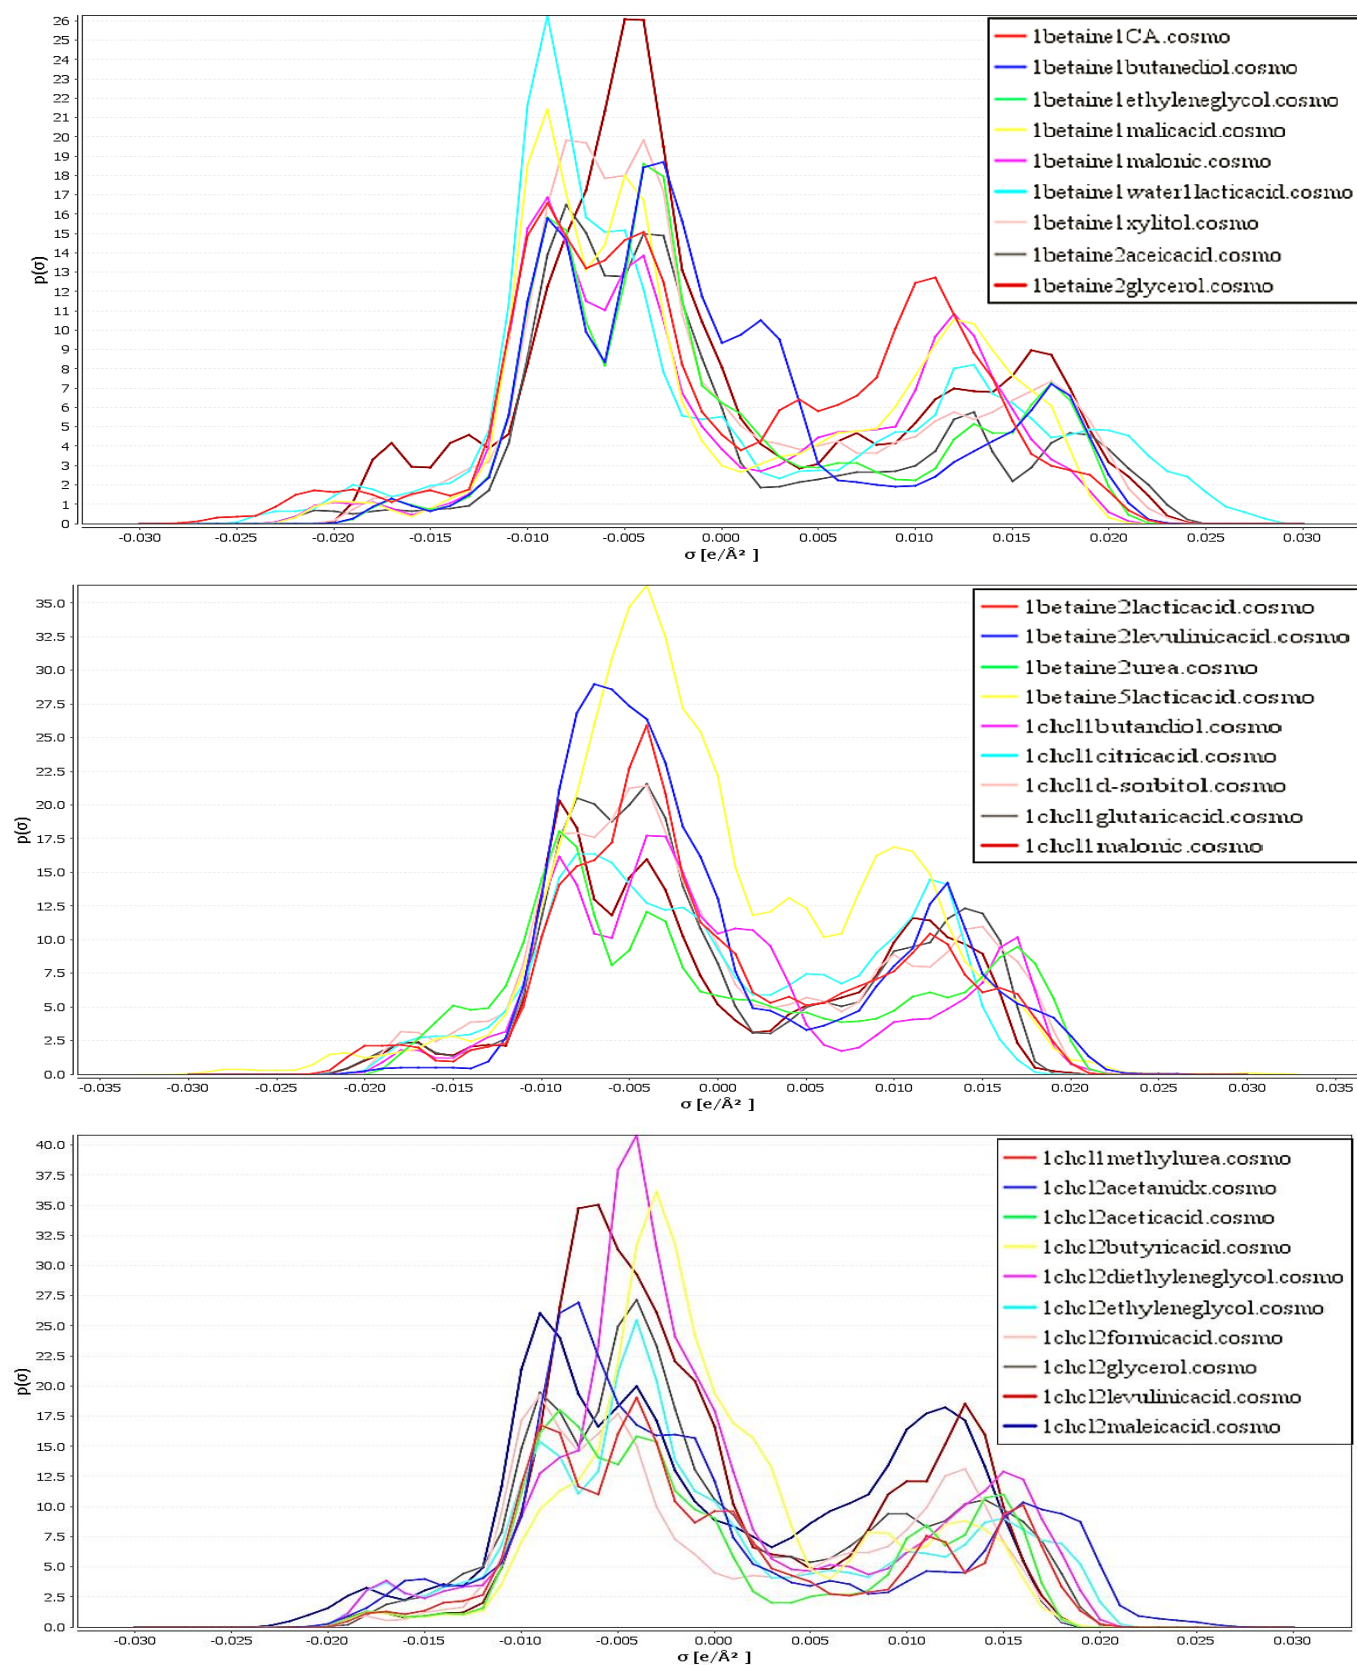 26
25
24
23
22
21
20
19
18
17
16
15
14
13
12
11
10
9
8
7
6
5
4
3
2
1
0
p(σ)
-0.030 -0.025 -0.020 -0.015 -0.010 -0.005 0.000 0.005 0.010 0.015 0.020 0.025 0.030
σ [e/Å² ]
1betaine1CA.cosmo
1betaine1butanediol.cosmo
1betaine1ethyleneglycol.cosmo
1betaine1malicacid.cosmo
1betaine1malonic.cosmo
1betaine1water1lacticacid.cosmo
1betaine1xylitol.cosmo
1betaine2aceicacid.cosmo
1betaine2glycerol.cosmo
35.0
32.5
30.0
27.5
25.0
22.5
20.0
17.5
15.0
12.5
10.0
7.5
5.0
2.5
0.0
p(σ)
-0.035 -0.030 -0.025 -0.020 -0.015 -0.010 -0.005 0.000 0.005 0.010 0.015 0.020 0.025 0.030 0.035
σ [e/Å² ]
1betaine2lacticacid.cosmo
1betaine2levulinicacid.cosmo
1betaine2urea.cosmo
1betaine5lacticacid.cosmo
1chcl1butandiol.cosmo
1chcl1citricacid.cosmo
1chcl1d-sorbitol.cosmo
1chcl1glutaricacid.cosmo
1chcl1malonic.cosmo
40.0
37.5
35.0
32.5
30.0
27.5
25.0
22.5
20.0
17.5
15.0
12.5
10.0
7.5
5.0
2.5
0.0
p(σ)
-0.030 -0.025 -0.020 -0.015 -0.010 -0.005 0.000 0.005 0.010 0.015 0.020 0.025 0.030
σ [e/Å² ]
1chcl1methylurea.cosmo
1chcl2acetamidx.cosmo
1chcl2aceticacid.cosmo
1chcl2butyricacid.cosmo
1chcl2diethyleneglycol.cosmo
1chcl2ethyleneglycol.cosmo
1chcl2formicacid.cosmo
1chcl2glycerol.cosmo
1chcl2levulinicacid.cosmo
1chcl2maleicacid.cosmo